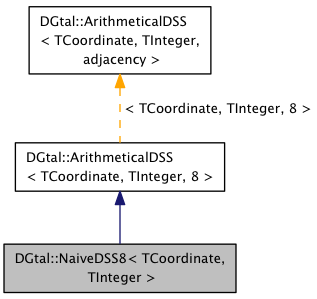 DGtal::ArithmeticalDSS
< TCoordinate, TInteger,
adjacency >
< TCoordinate, TInteger, 8 >
DGtal::ArithmeticalDSS
< TCoordinate, TInteger, 8 >
DGtal::NaiveDSS8< TCoordinate,
TInteger >